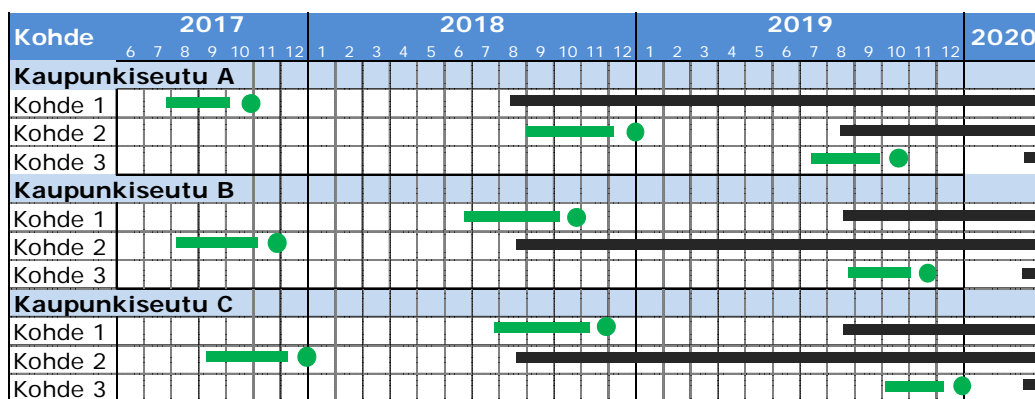 Kohde 2017 2018 2019 2020
6 7 8 9 10 11 12 1 2 3 4 5 6 7 8 9 10 11 12 1 2 3 4 5 6 7 8 9 10 11 12
Kaupunkiseutu A
Kohde 1
Kohde 2
Kohde 3
Kaupunkiseutu B
Kohde 1
Kohde 2
Kohde 3
Kaupunkiseutu C
Kohde 1
Kohde 2
Kohde 3